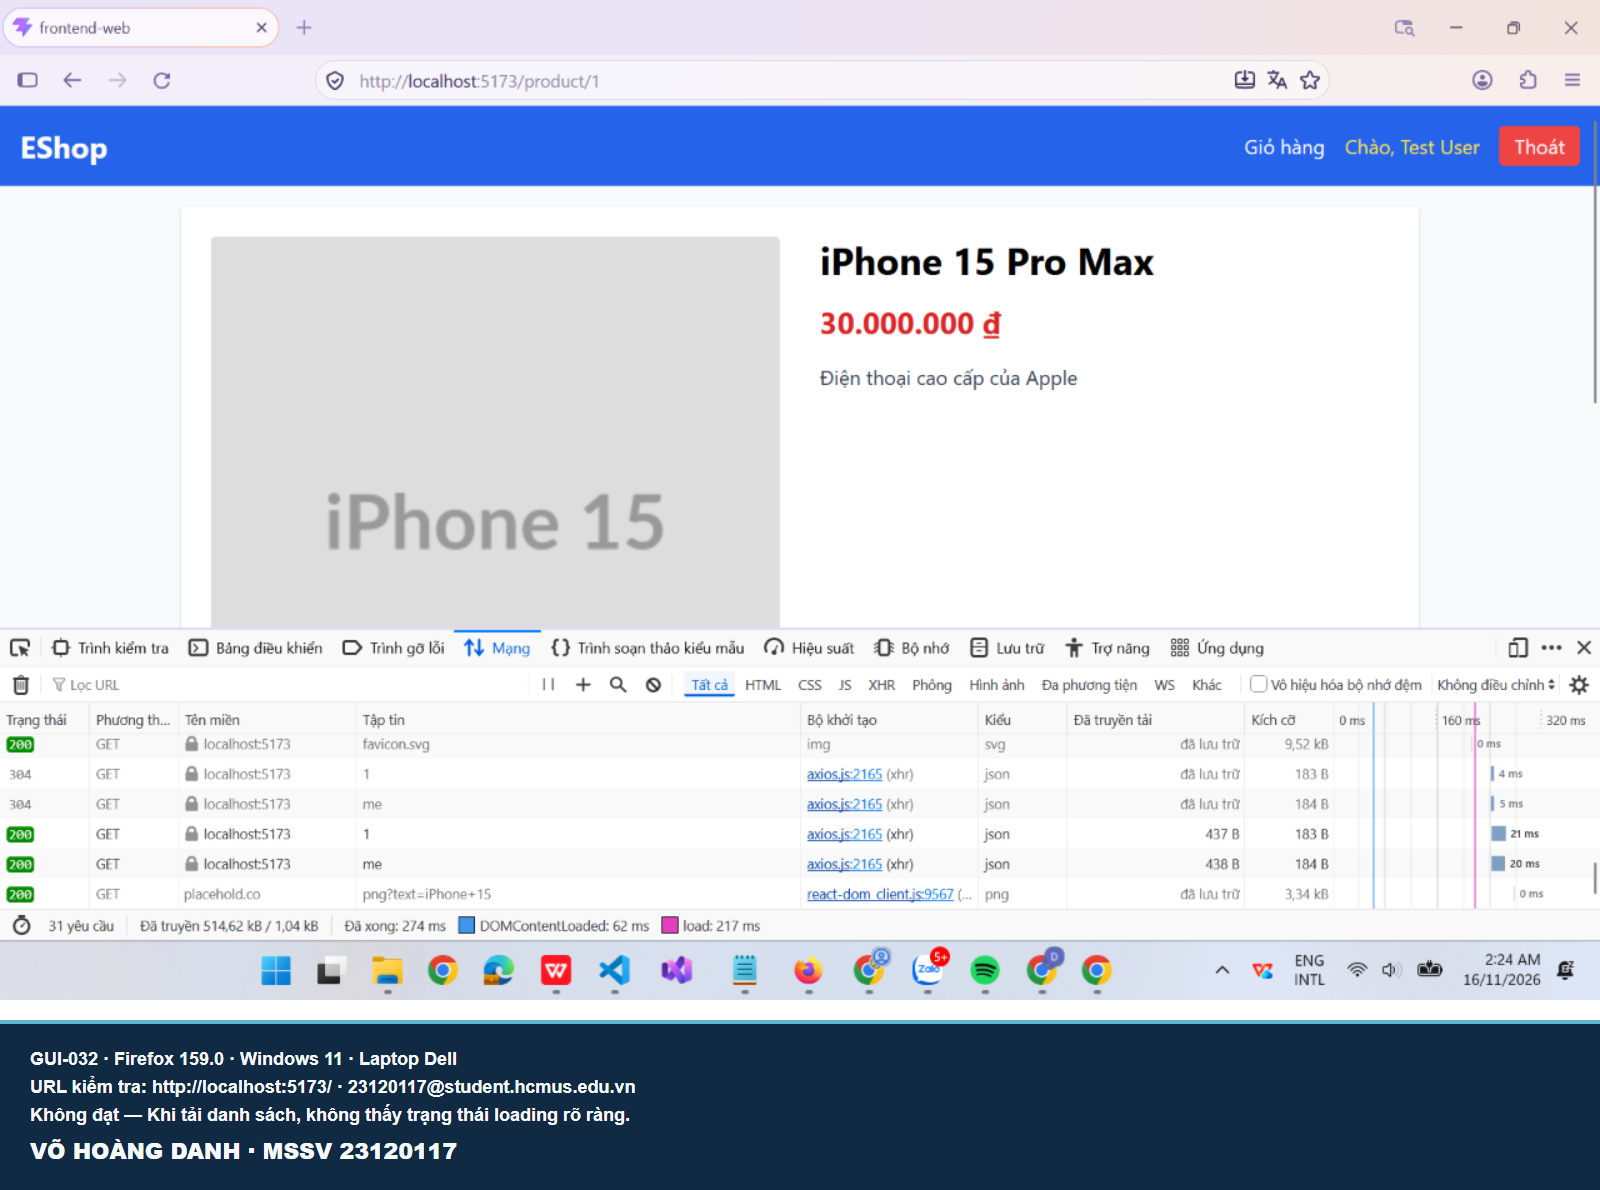 frontend-web
http://localhost:5173/product/1
EShop
Giỏ hàng
Chào, Test User
Thoát
iPhone 15
iPhone 15 Pro Max
30.000.000 ₫
Điện thoại cao cấp của Apple
Trình kiểm tra
Bảng điều khiển
Trình gỡ lỗi
Mạng
Trình soạn thảo kiểu mẫu
Hiệu suất
Bộ nhớ
Lưu trữ
Trợ năng
Ứng dụng
Lọc URL
Tất cả
HTML
CSS
JS
XHR
Phông
Hình ảnh
Đa phương tiện
WS
Khác
Vô hiệu hóa bộ nhớ đệm
Không điều chỉnh
Trạng thái Phương th... Tên miền Tập tin Bộ khởi tạo Kiểu Đã truyền tải Kích cỡ 0 ms 160 ms 320 ms
200 GET localhost:5173 favicon.svg img svg đã lưu trữ 9,52 kB 0 ms
304 GET localhost:5173 1 axios.js:2165 (xhr) json đã lưu trữ 183 B 4 ms
304 GET localhost:5173 me axios.js:2165 (xhr) json đã lưu trữ 184 B 5 ms
200 GET localhost:5173 1 axios.js:2165 (xhr) json 437 B 183 B 21 ms
200 GET localhost:5173 me axios.js:2165 (xhr) json 438 B 184 B 20 ms
200 GET placehold.co png?text=iPhone+15 react-dom_client.js:9567 (... png đã lưu trữ 3,34 kB 0 ms
31 yêu cầu
Đã truyền 514,62 kB / 1,04 kB
Đã xong: 274 ms
DOMContentLoaded: 62 ms
load: 217 ms
W
Zalo
5+
D
ENG
INTL
2:24 AM
16/11/2026
GUI-032 · Firefox 159.0 · Windows 11 · Laptop Dell
URL kiểm tra: http://localhost:5173/ · 23120117@student.hcmus.edu.vn
Không đạt — Khi tải danh sách, không thấy trạng thái loading rõ ràng.
VÕ HOÀNG DANH · MSSV 23120117